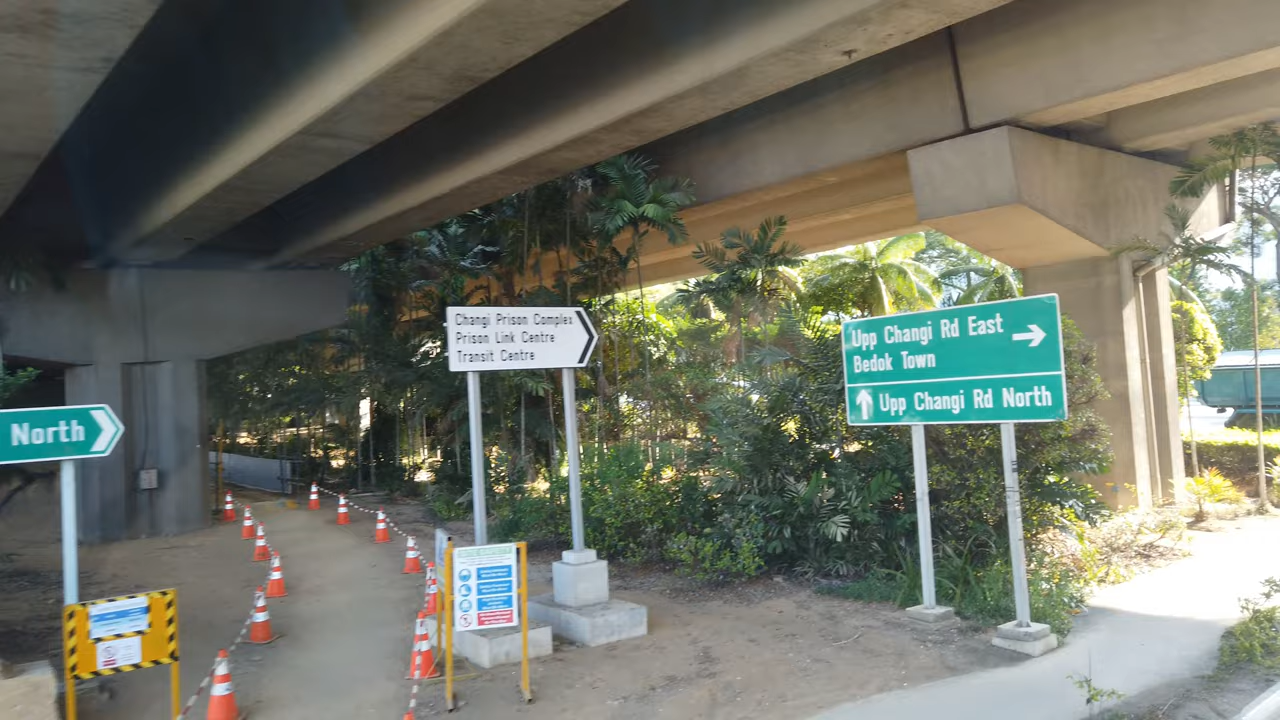 North
Changi Prison Complex
Prison Link Centre
Transit Centre
Upp Changi Rd East
Bedok Town
Upp Changi Rd North